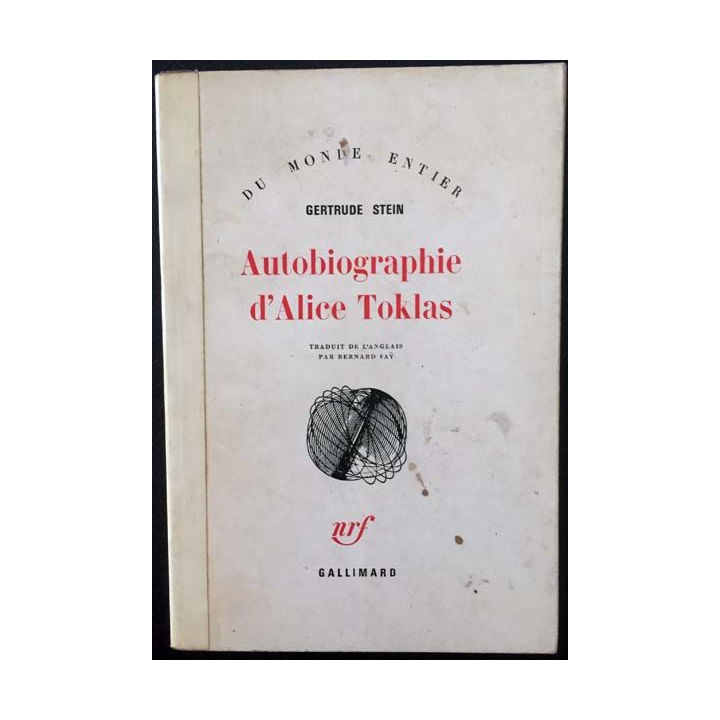 DU MONDE ENTIER
GERTRUDE STEIN
Autobiographie
d'Alice Toklas
TRADUIT DE L'ANGLAIS
PAR BERNARD FAŸ
nrf
GALLIMARD